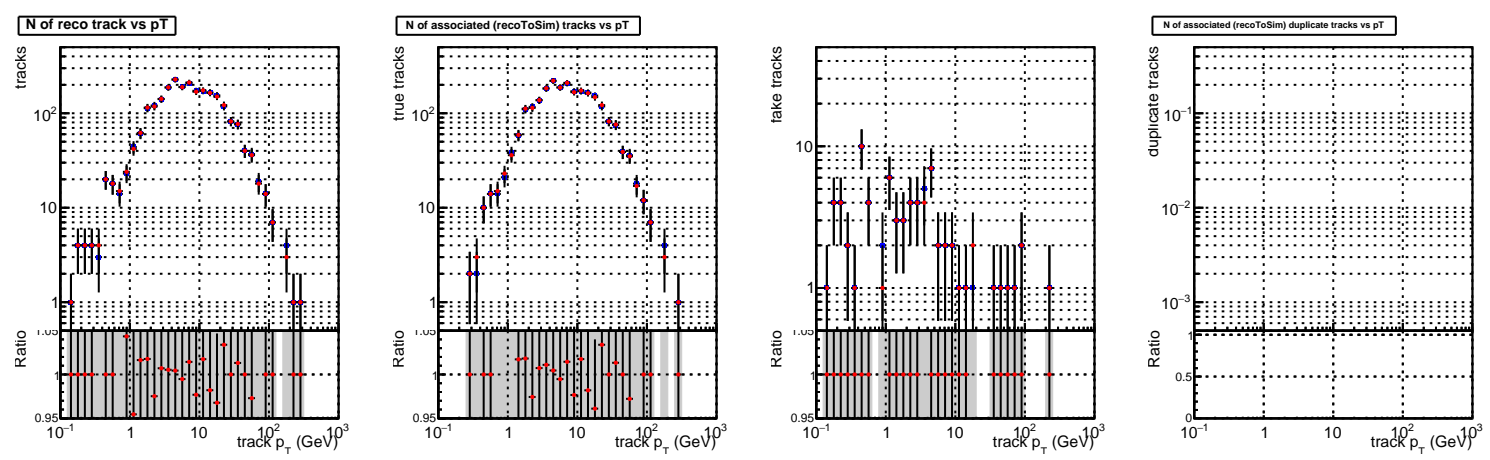 N of reco track vs pT
tracks
10²
10
1
1.05
Ratio
1
0.95
10⁻¹ 1 10 10² 10³
track p_T (GeV)
N of associated (recoToSim) tracks vs pT
true tracks
10²
10
1
1.05
Ratio
1
0.95
10⁻¹ 1 10 10² 10³
track p_T (GeV)
fake tracks
10
1
1.05
Ratio
1
0.95
10⁻¹ 1 10 10² 10³
track p_T (GeV)
N of associated (recoToSim) duplicate tracks vs pT
duplicate tracks
10⁻¹
10⁻²
10⁻³
Ratio
1
0.5
0
10⁻¹ 1 10 10² 10³
track p_T (GeV)